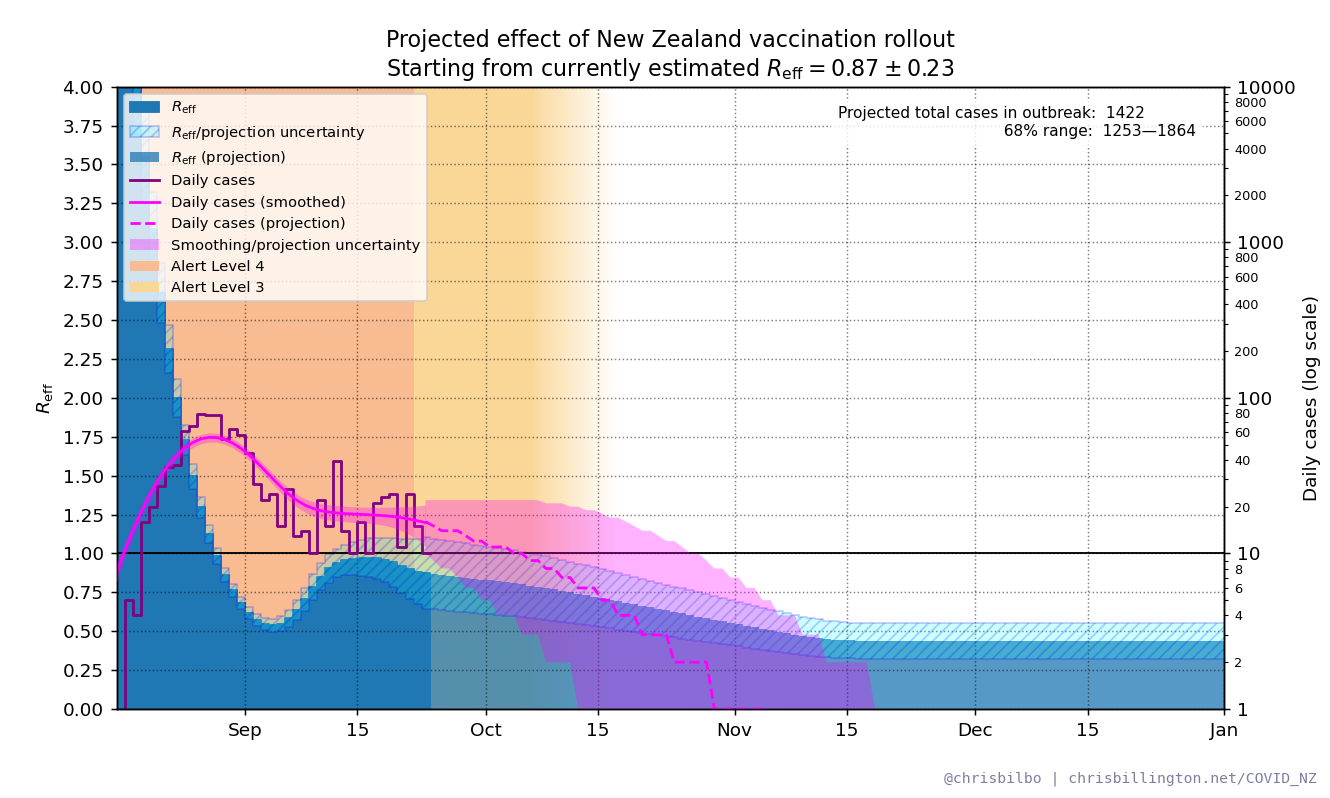 Projected effect of New Zealand vaccination rollout
Starting from currently estimated R_eff = 0.87 ± 0.23
Projected total cases in outbreak: 1422
68% range: 1253—1864
R_eff
R_eff/projection uncertainty
R_eff (projection)
Daily cases
Daily cases (smoothed)
Daily cases (projection)
Smoothing/projection uncertainty
Alert Level 4
Alert Level 3
R_eff
4.00
3.75
3.50
3.25
3.00
2.75
2.50
2.25
2.00
1.75
1.50
1.25
1.00
0.75
0.50
0.25
0.00
Sep 15 Oct 15 Nov 15 Dec 15 Jan
10000
8000
6000
4000
2000
1000
800
600
400
200
100
80
60
40
20
10
8
6
4
2
1
Daily cases (log scale)
@chrisbilbo | chrisbillington.net/COVID_NZ